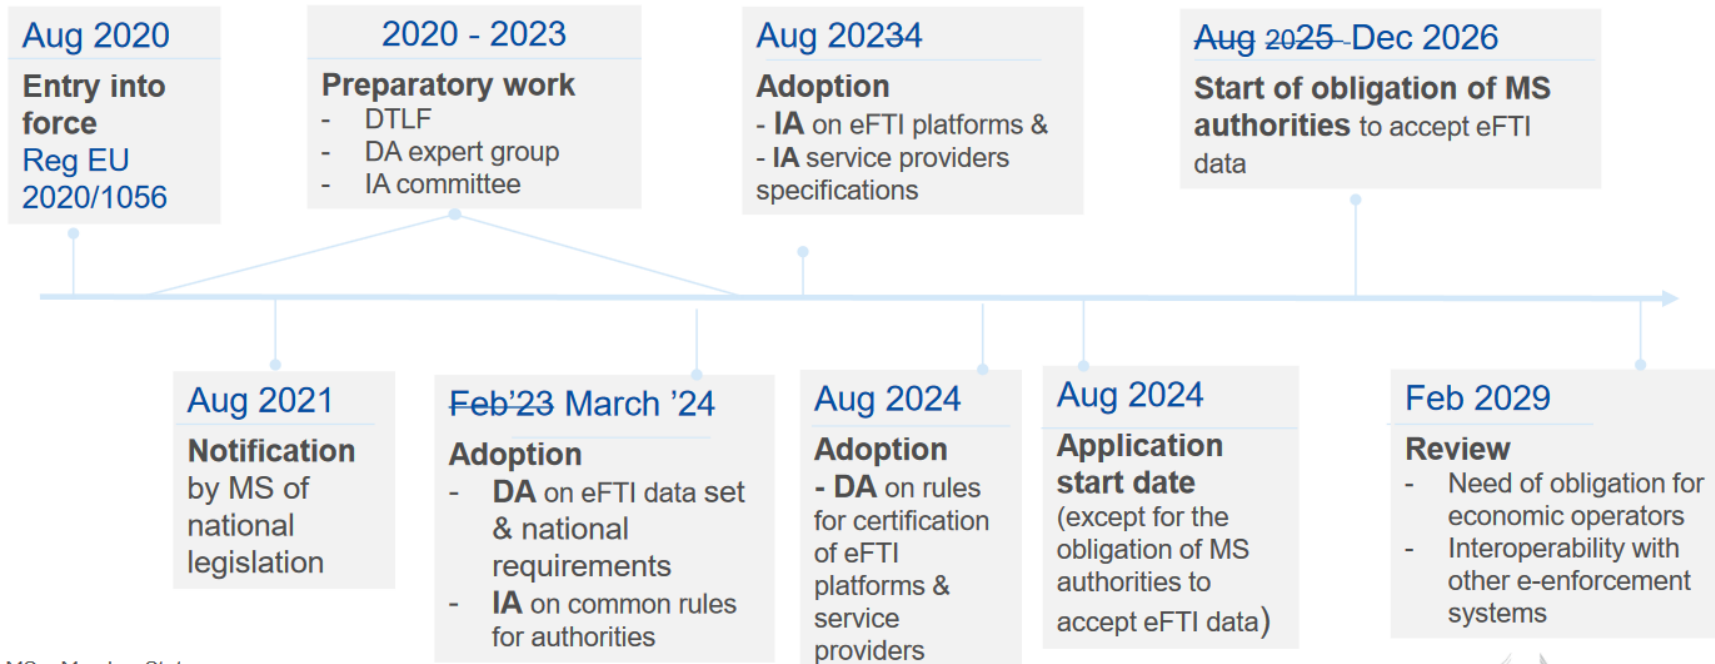 Aug 2020
Entry into
force
Reg EU
2020/1056
2020 - 2023
Preparatory work
- DTLF
- DA expert group
- IA committee
Aug 20234
Adoption
- IA on eFTI platforms &
- IA service providers
specifications
Aug 2025 -Dec 2026
Start of obligation of MS
authorities to accept eFTI
data
Aug 2021
Notification
by MS of
national
legislation
Feb'23 March '24
Adoption
- DA on eFTI data set
& national
requirements
- IA on common rules
for authorities
Aug 2024
Adoption
- DA on rules
for certification
of eFTI
platforms &
service
providers
Aug 2024
Application
start date
(except for the
obligation of MS
authorities to
accept eFTI data)
Feb 2029
Review
- Need of obligation for
economic operators
- Interoperability with
other e-enforcement
systems